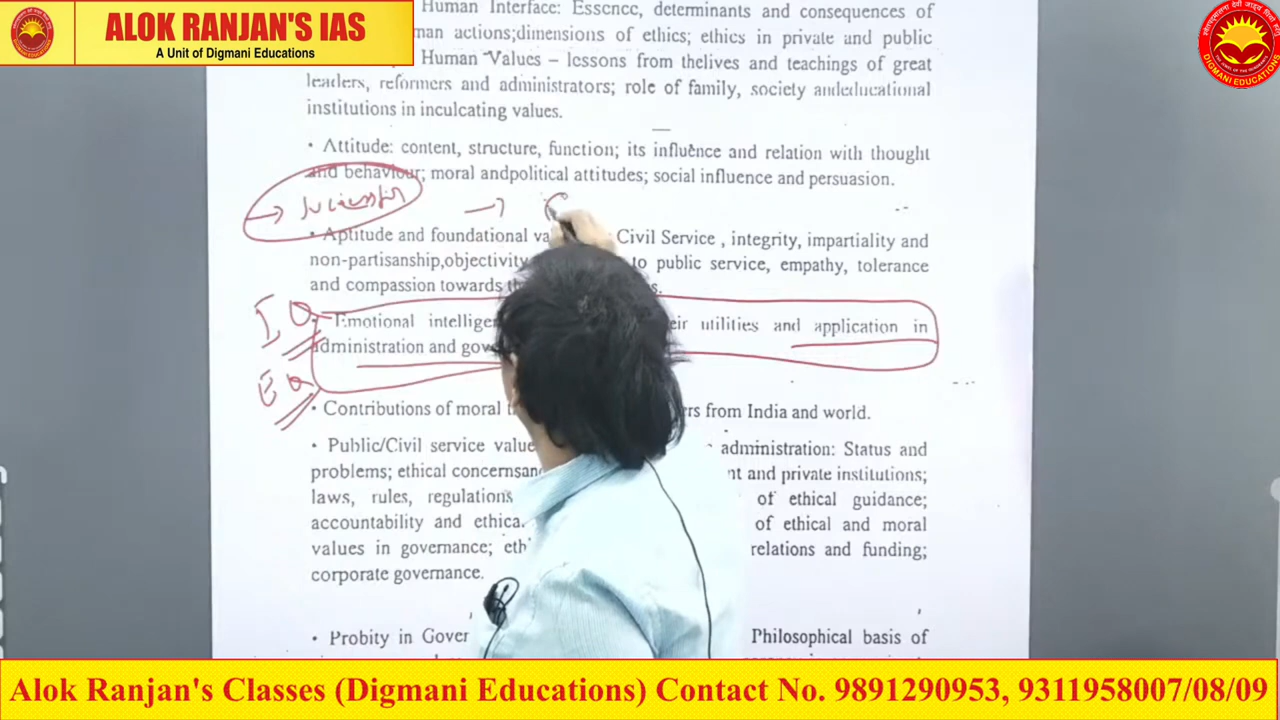 ALOK RANJAN'S IAS
A Unit of Digmani Educations
DIGMANI EDUCATIONS
Human Interface: Essence, determinants and consequences of
man actions;dimensions of ethics; ethics in private and public
Human Values – lessons from thelives and teachings of great
leaders, reformers and administrators; role of family, society andeducational
institutions in inculcating values.
• Attitude: content, structure, function; its influence and relation with thought
and behaviour; moral andpolitical attitudes; social influence and persuasion.
→ →
• Aptitude and foundational va Civil Service , integrity, impartiality and
non-partisanship,objectivity to public service, empathy, tolerance
and compassion towards th s.
IQ
• Emotional intellige eir utilities and application in
administration and gov
EQ
• Contributions of moral t rs from India and world.
• Public/Civil service value administration: Status and
problems; ethical concernsan nt and private institutions;
laws, rules, regulations of ethical guidance;
accountability and ethica of ethical and moral
values in governance; eth relations and funding;
corporate governance.
• Probity in Gover Philosophical basis of
Alok Ranjan's Classes (Digmani Educations) Contact No. 9891290953, 9311958007/08/09